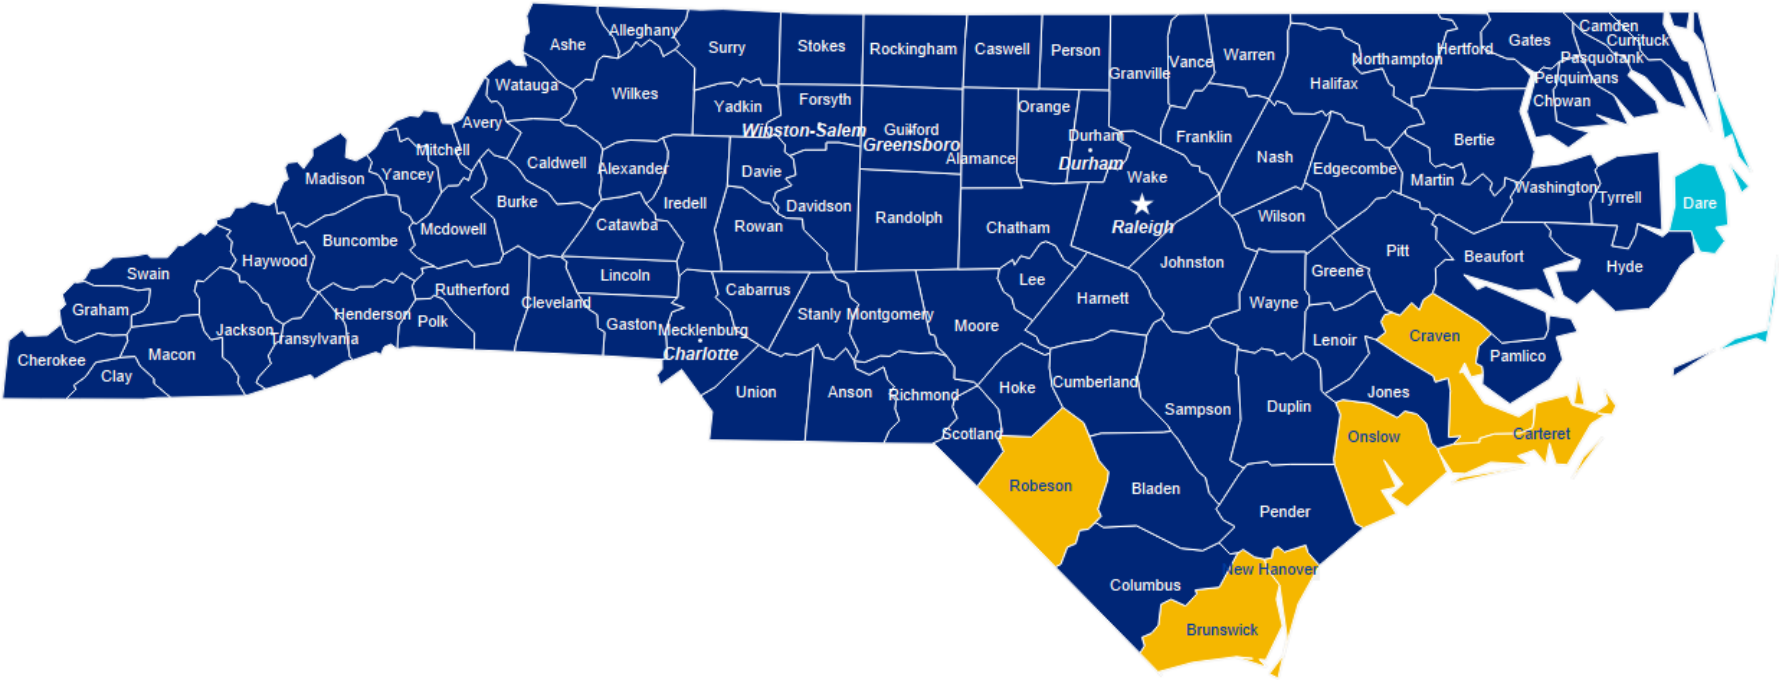 Ashe
Alleghany
Surry
Stokes
Rockingham
Caswell
Person
Granville
Vance
Warren
Northampton
Hertford
Gates
Camden
Currituck
Pasquotank
Perquimans
Chowan
Halifax
Watauga
Wilkes
Yadkin
Forsyth
Winston-Salem
Guilford
Greensboro
Alamance
Orange
Durham
Durham
Franklin
Nash
Edgecombe
Bertie
Martin
Washington
Tyrrell
Dare
Avery
Mitchell
Yancey
Madison
Caldwell
Alexander
Davie
Iredell
Burke
Mcdowell
Buncombe
Haywood
Swain
Graham
Catawba
Rowan
Davidson
Randolph
Chatham
Wake
Raleigh
Wilson
Johnston
Pitt
Greene
Beaufort
Hyde
Lincoln
Rutherford
Cleveland
Gaston
Polk
Henderson
Transylvania
Jackson
Macon
Cherokee
Clay
Mecklenburg
Charlotte
Cabarrus
Stanly
Montgomery
Moore
Lee
Harnett
Wayne
Lenoir
Craven
Pamlico
Union
Anson
Richmond
Hoke
Cumberland
Sampson
Duplin
Jones
Onslow
Carteret
Scotland
Robeson
Bladen
Pender
Columbus
New Hanover
Brunswick